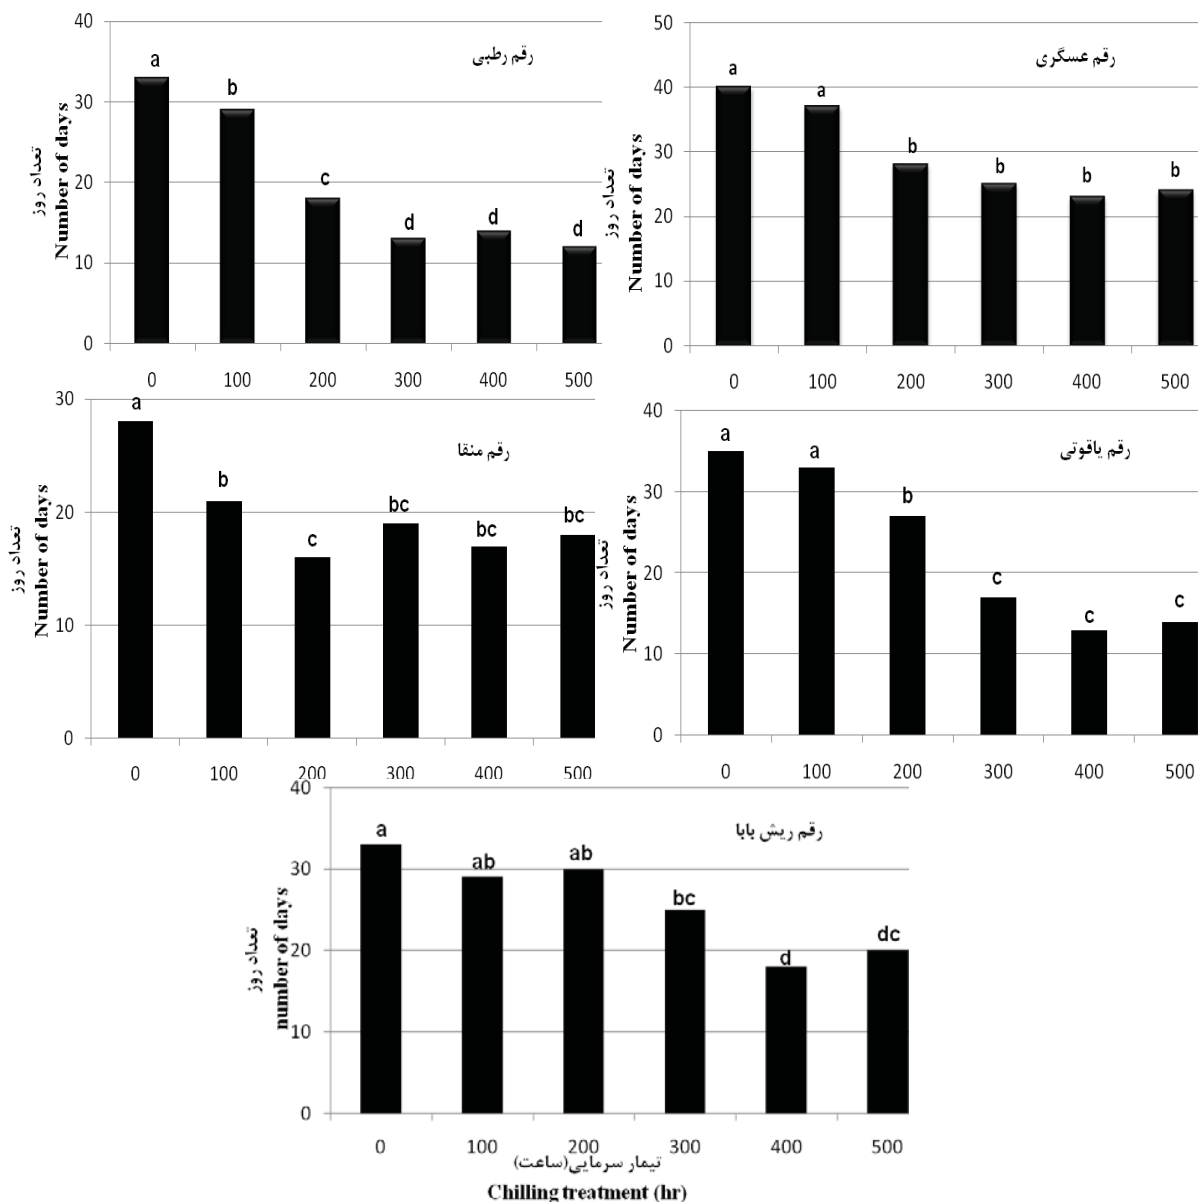 رقم رطبی
تعداد روز
Number of days
40
30
20
10
0
a
b
c
d
d
d
0 100 200 300 400 500
رقم عسگری
تعداد روز
Number of days
50
40
30
20
10
0
a
a
b
b
b
b
0 100 200 300 400 500
رقم منقا
تعداد روز
Number of days
30
20
10
0
a
b
c
bc
bc
bc
0 100 200 300 400 500
رقم یاقوتی
تعداد روز
Number of days
40
30
20
10
0
a
a
b
c
c
c
0 100 200 300 400 500
رقم ریش بابا
تعداد روز
number of days
40
30
20
10
0
a
ab
ab
bc
d
dc
0 100 200 300 400 500
تیمار سرمایی(ساعت)
Chilling treatment (hr)